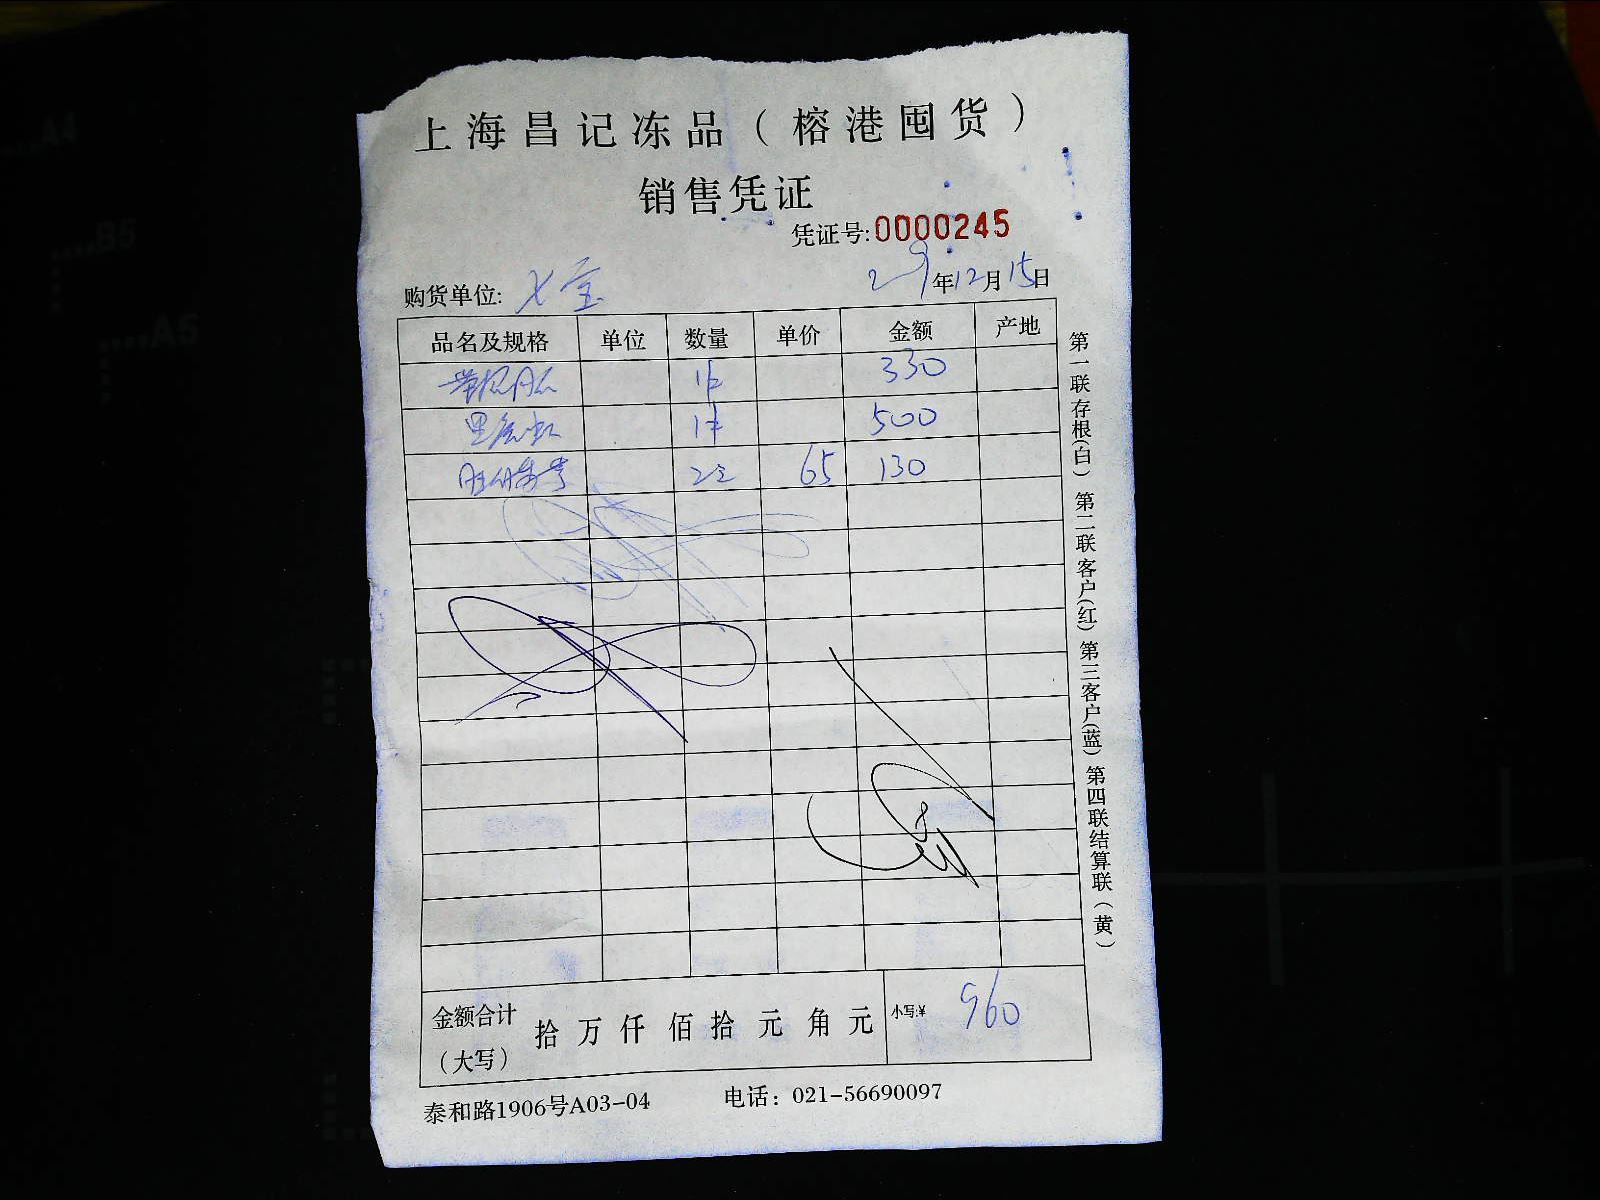 上海昌记冻品（榕港囤货）
销售凭证
凭证号:0000245
购货单位: 七宝 29年12月15日
品名及规格 单位 数量 单价 金额 产地
330
500
65 130
金额合计（大写） 拾 万 仟 佰 拾 元 角 元 小写:¥ 960
泰和路1906号A03-04 电话：021-56690097
第一联存根(白) 第二联客户(红) 第三客户(蓝) 第四联结算联(黄)